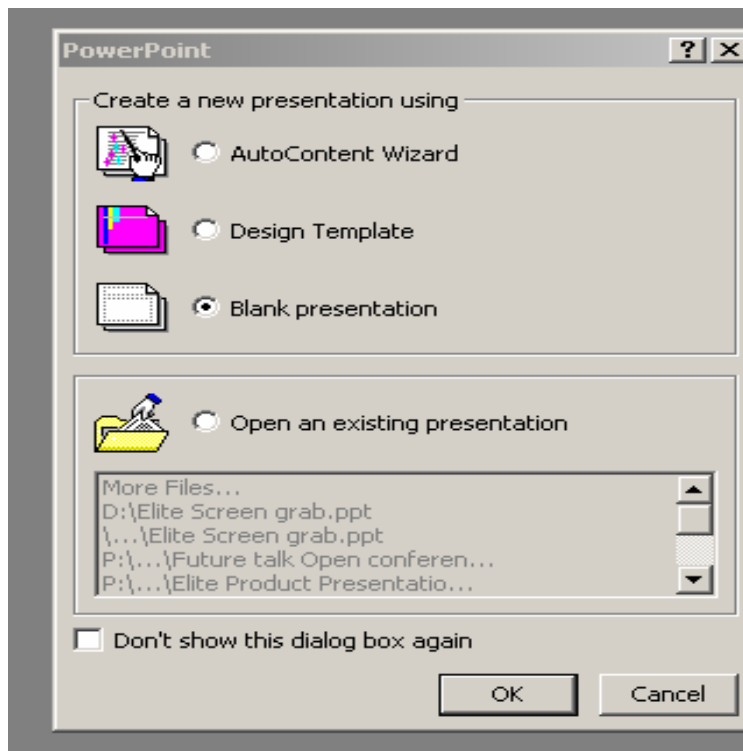 PowerPoint
Create a new presentation using
AutoContent Wizard
Design Template
Blank presentation
Open an existing presentation
More Files...
D:\Elite Screen grab.ppt
\...\Elite Screen grab.ppt
P:\...\Future talk Open conferen...
P:\...\Elite Product Presentatio...
Don't show this dialog box again
OK Cancel